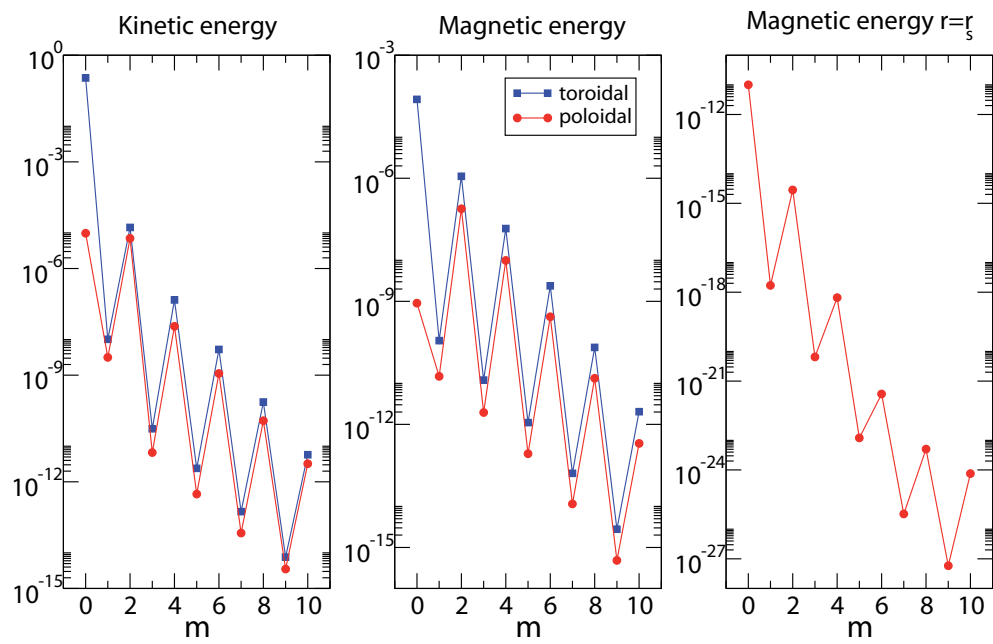 Kinetic energy
10^0
10^-3
10^-6
10^-9
10^-12
10^-15
0 2 4 6 8 10
m
Magnetic energy
10^-3
10^-6
10^-9
10^-12
10^-15
toroidal
poloidal
0 2 4 6 8 10
m
Magnetic energy r=r_s
10^-12
10^-15
10^-18
10^-21
10^-24
10^-27
0 2 4 6 8 10
m